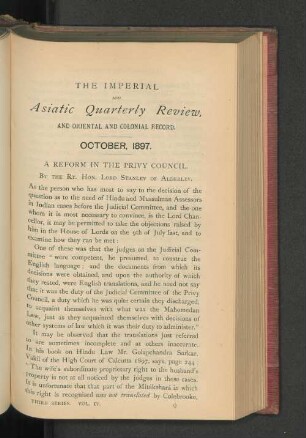 THE IMPERIAL
AND
Asiatic Quarterly Review,
AND ORIENTAL AND COLONIAL RECORD.
OCTOBER, 1897.
A REFORM IN THE PRIVY COUNCIL.
BY THE RT. HON. LORD STANLEY OF ALDERLEY.
As the person who has most to say to the decision of the
question as to the need of Hindu and Musulman Assessors
in Indian cases before the Judicial Committee, and the one
whom it is most necessary to convince, is the Lord Chan-
cellor, it may be permitted to take the objections raised by
him in the House of Lords on the 9th of July last, and to
examine how they can be met:
One of these was that the judges in the Judicial Com-
mittee "were competent, he presumed to construe the
English language; and the documents from which its
decisions were obtained, and upon the authority of which
they rested, were English translations, and he need not say
that it was the duty of the Judicial Committee of the Privy
Council, a duty which he was quite certain they discharged,
to acquaint themselves with what was the Mahomedan
Law, just as they acquainted themselves with decisions of
other systems of law which it was their duty to administer."
It may be observed that the translations just referred
to are sometimes incomplete and at others inaccurate.
In his book on Hindu Law Mr. Golapchandra Sarkar,
Vakil of the High Court of Calcutta 1897, says, page 244
"The wife's subordinate proprietary right to the husband's
property is not at all noticed by the judges in these cases.
It is unfortunate that that part of the Mitakshara in which
this right is recognised was not translated by Colebrooke,
THIRD SERIES. VOL. IV.